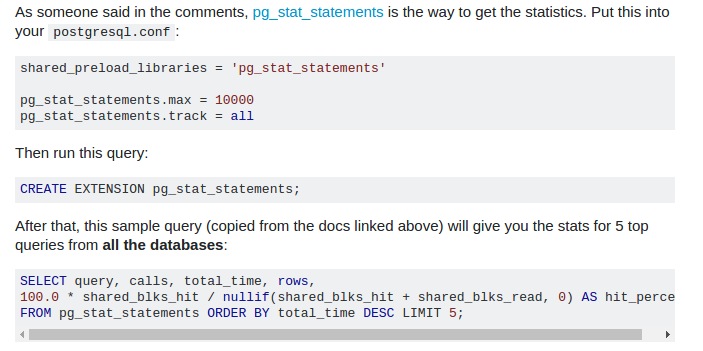 As someone said in the comments, pg_stat_statements is the way to get the statistics. Put this into
your postgresql.conf :
shared_preload_libraries = 'pg_stat_statements'
pg_stat_statements.max = 10000
pg_stat_statements.track = all
Then run this query:
CREATE EXTENSION pg_stat_statements;
After that, this sample query (copied from the docs linked above) will give you the stats for 5 top
queries from all the databases:
SELECT query, calls, total_time, rows,
100.0 * shared_blks_hit / nullif(shared_blks_hit + shared_blks_read, 0) AS hit_perce
FROM pg_stat_statements ORDER BY total_time DESC LIMIT 5;